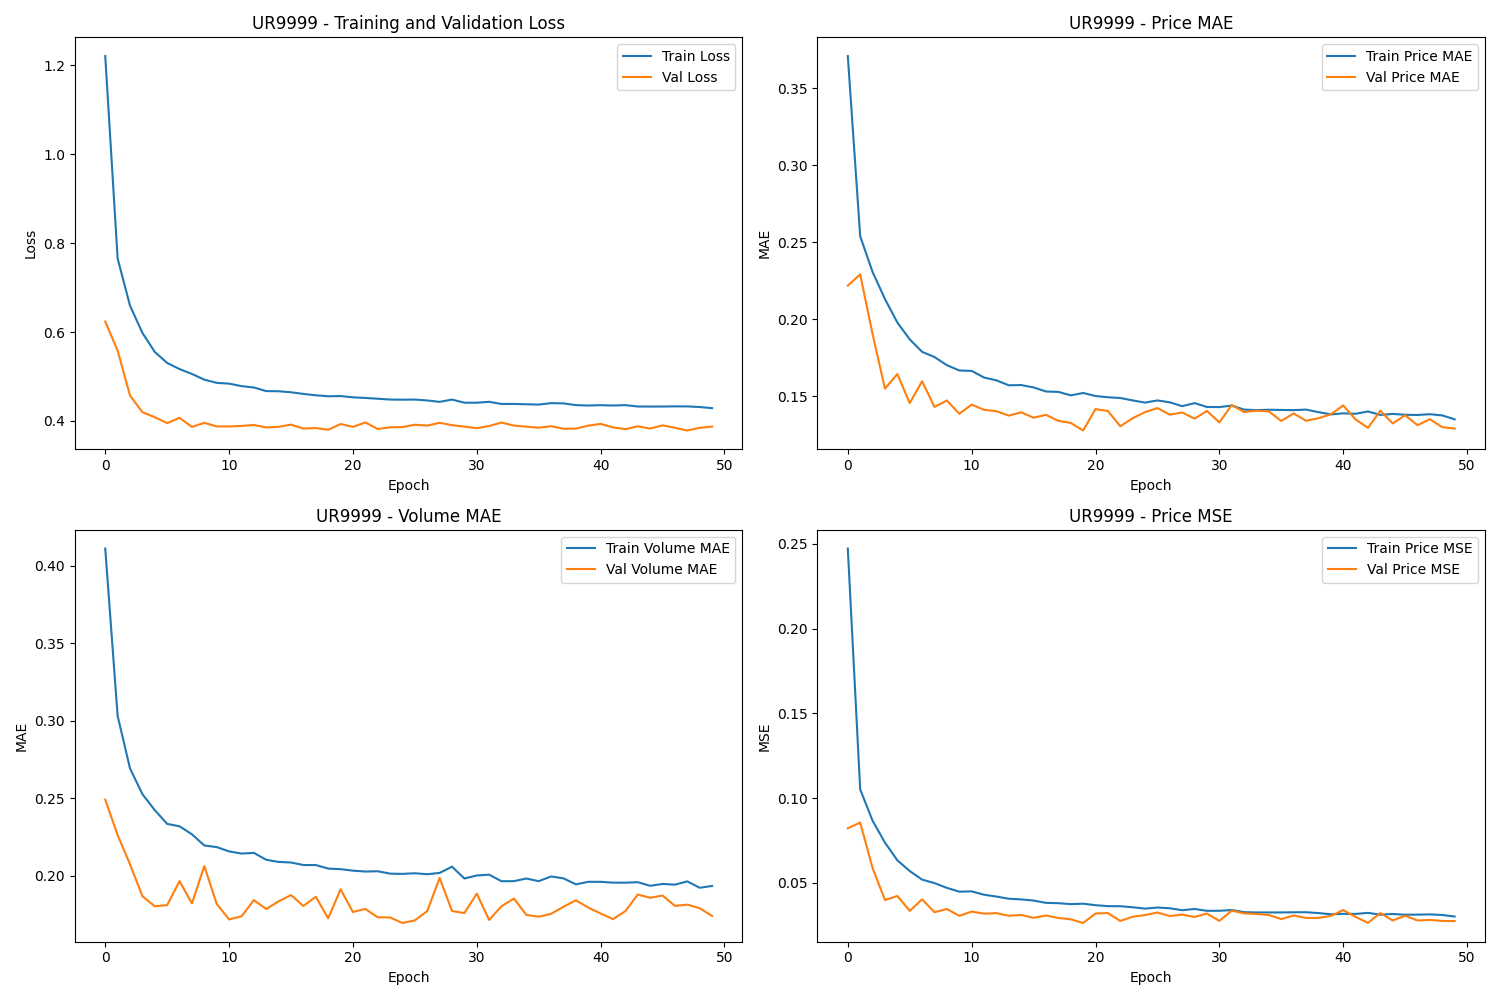 UR9999 - Training and Validation Loss
Train Loss
Val Loss
1.2
1.0
0.8
0.6
0.4
Loss
0
10
20
30
40
50
Epoch
UR9999 - Price MAE
Train Price MAE
Val Price MAE
0.35
0.30
0.25
0.20
0.15
MAE
0
10
20
30
40
50
Epoch
UR9999 - Volume MAE
Train Volume MAE
Val Volume MAE
0.40
0.35
0.30
0.25
0.20
MAE
0
10
20
30
40
50
Epoch
UR9999 - Price MSE
Train Price MSE
Val Price MSE
0.25
0.20
0.15
0.10
0.05
MSE
0
10
20
30
40
50
Epoch